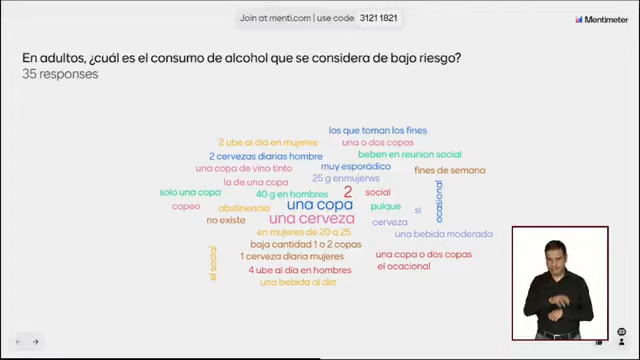 Join at menti.com | use code 3121 1821
Mentimeter
En adultos, ¿cuál es el consumo de alcohol que se considera de bajo riesgo?
35 responses
los que toman los fines
2 ube al día en mujeres
una o dos copas
2 cervezas diarias hombre
beben en reunion social
una copa de vino tinto
muy esporádico
fines de semana
la de una copa
25 g enmujerws
solo una copa
40 g en hombres
2
social
ocasional
copeo
abstinencia
una copa
pulque
si
no existe
una cerveza
cerveza
en mujeres de 20 a 25
una bebida moderada
baja cantidad 1 o 2 copas
el social
1 cerveza diaria mujeres
una copa o dos copas
4 ube al día en hombres
el ocacional
una bebida al día
23